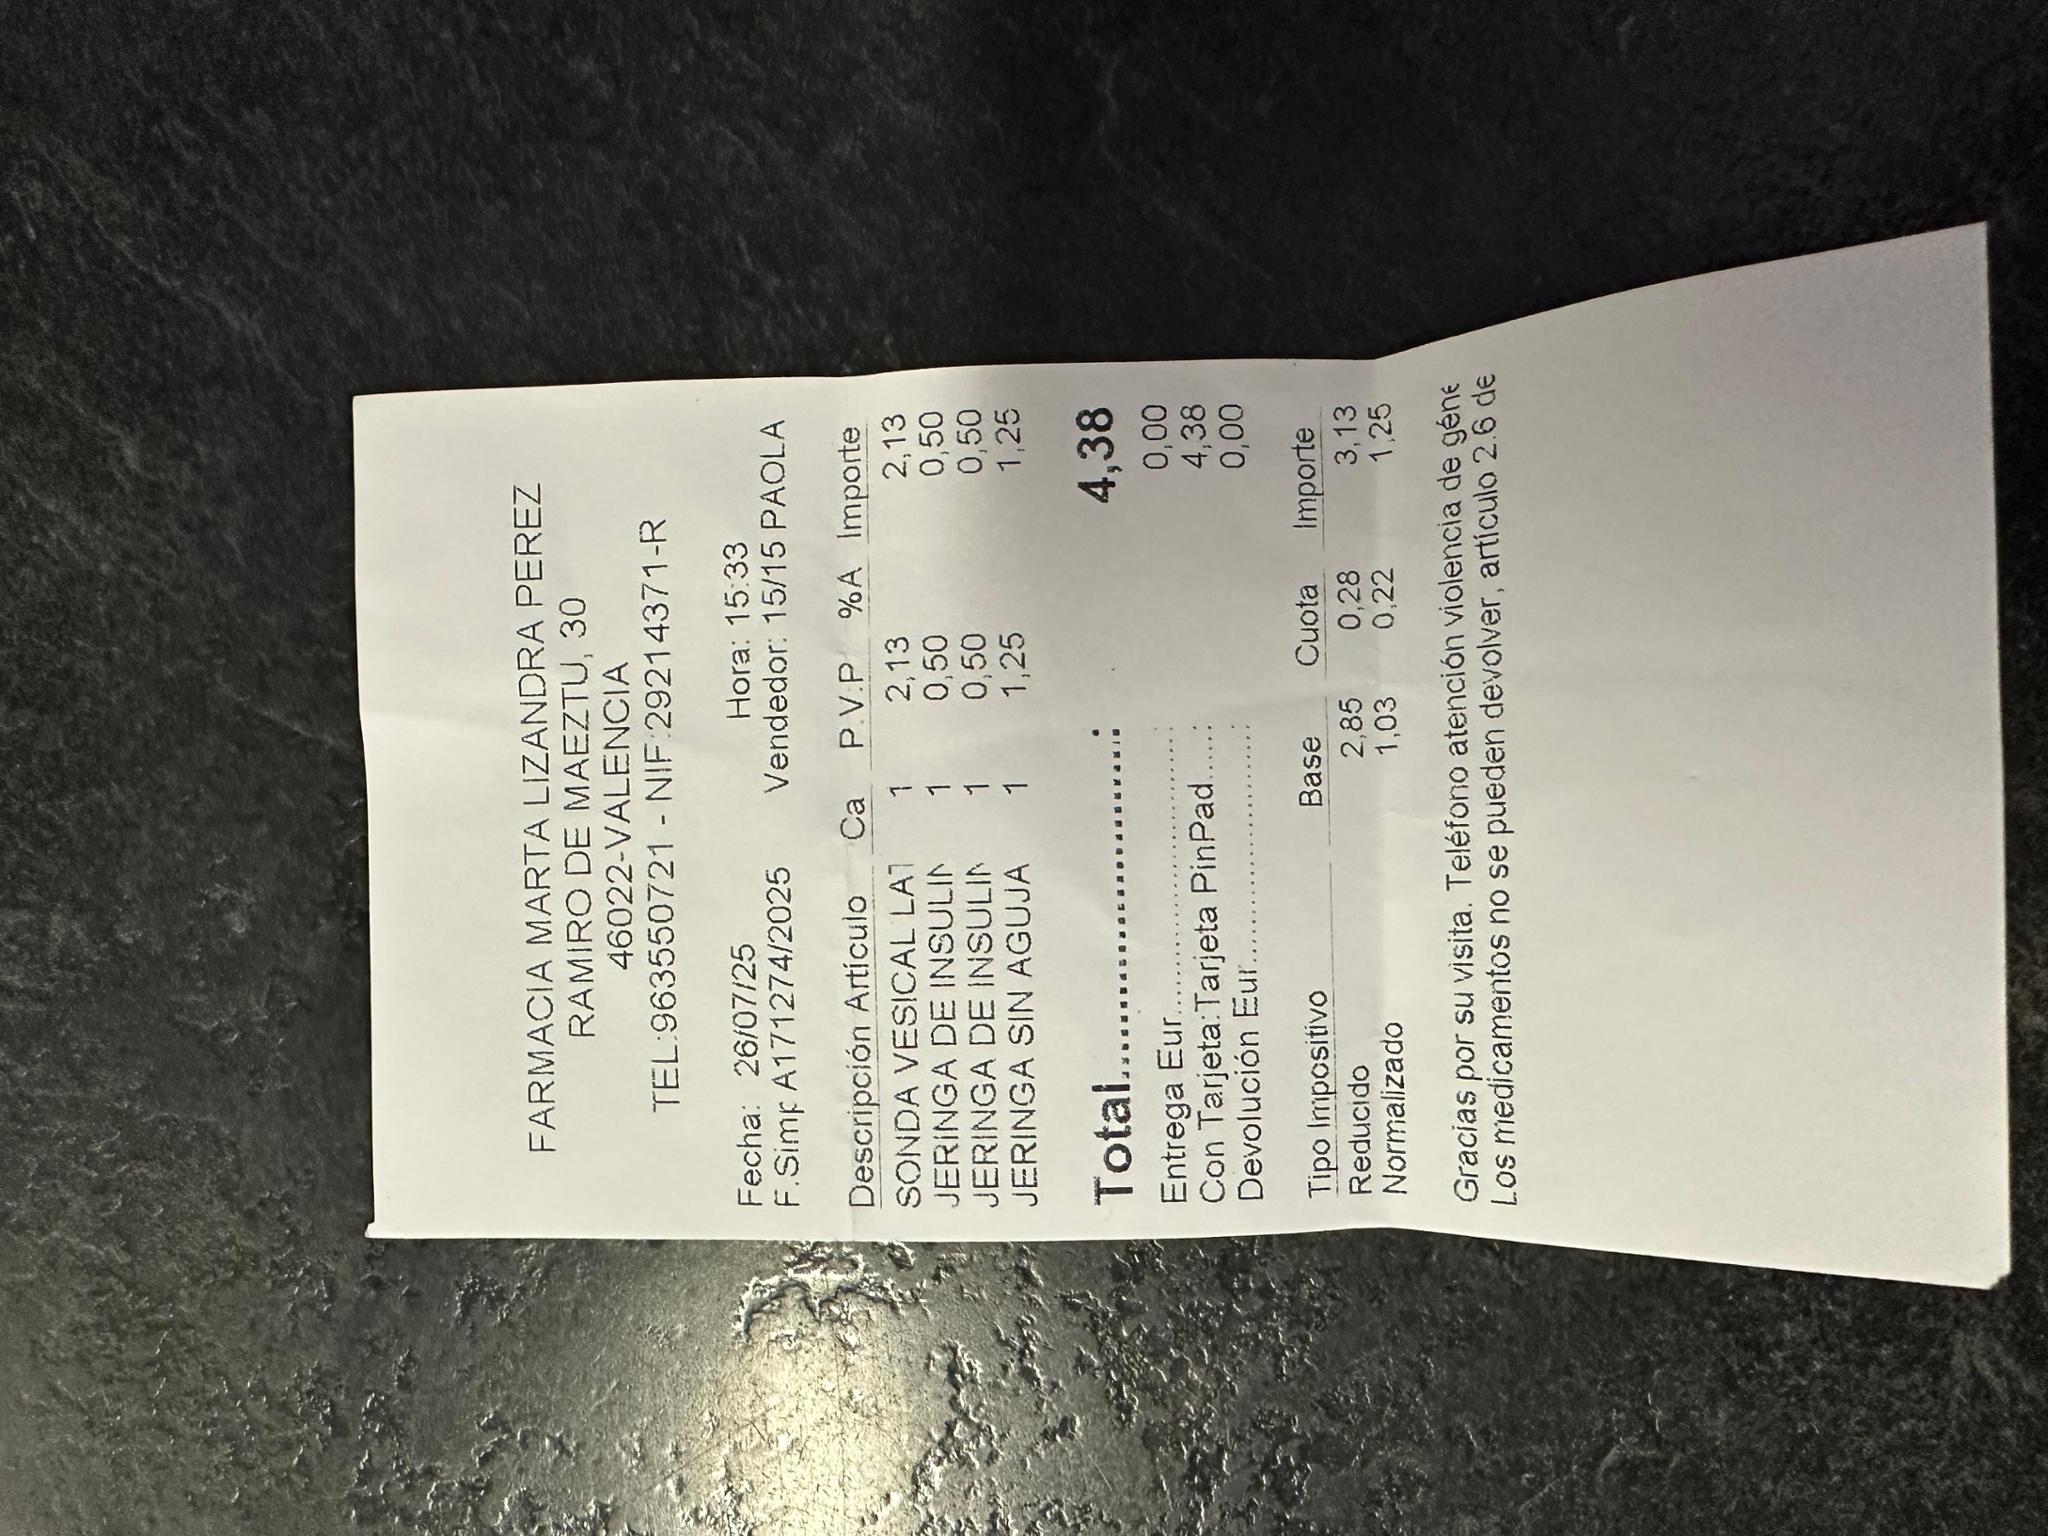 FARMACIA MARTA LIZANDRA PEREZ
RAMIRO DE MAEZTU, 30
46022-VALENCIA
TEL.:963550721 - NIF:29214371-R
Fecha: 26/07/25 Hora: 15:33
F.Simp A171274/2025 Vendedor: 15/15 PAOLA
Descripción Artículo Ca P.V.P %A Importe
SONDA VESICAL LAT 1 2,13 2,13
JERINGA DE INSULIN 1 0,50 0,50
JERINGA DE INSULIN 1 0,50 0,50
JERINGA SIN AGUJA 1 1,25 1,25
Total.................. 4,38
Entrega Eur.................. 0,00
Con Tarjeta:Tarjeta PinPad...... 4,38
Devolución Eur.................. 0,00
Tipo Impositivo Base Cuota Importe
Reducido 2,85 0,28 3,13
Normalizado 1,03 0,22 1,25
Gracias por su visita. Teléfono atención violencia de géne
Los medicamentos no se pueden devolver, artículo 2.6 de